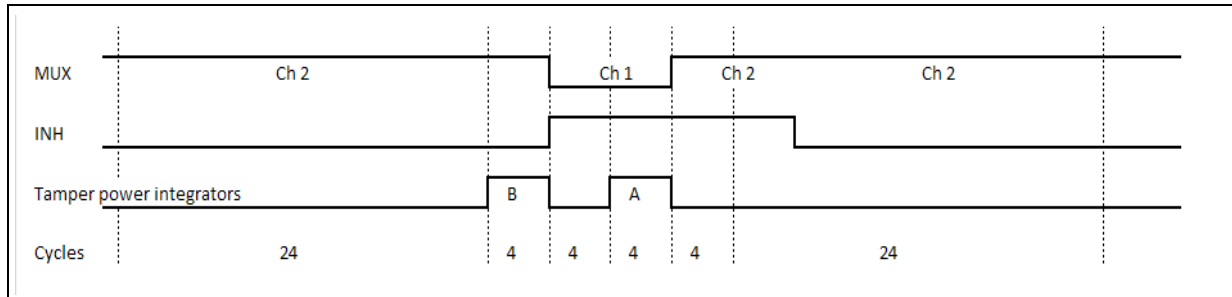 MUX Ch 2 Ch 1 Ch 2 Ch 2
INH
Tamper power integrators B A
Cycles 24 4 4 4 4 24